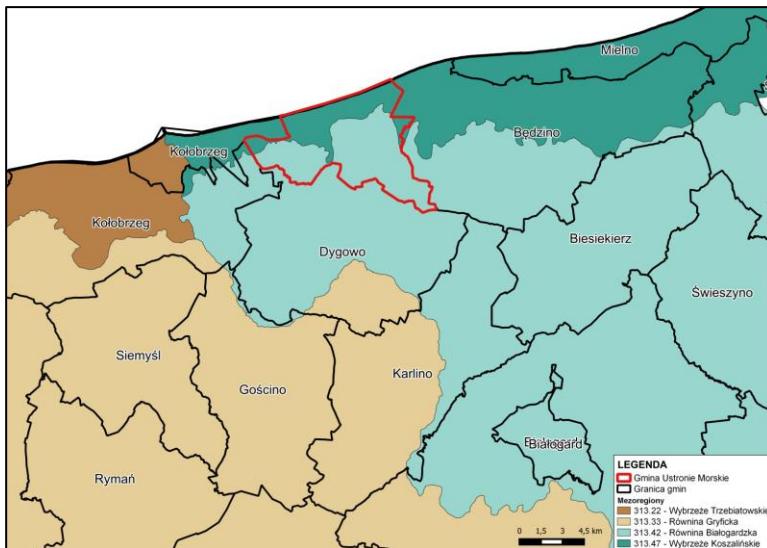 Mielno
Będzino
Kołobrzeg
Kołobrzeg
Biesiekierz
Dygowo
Świeszyno
Siemyśl
Karlino
Gościno
Białogard
Rymań
LEGENDA
Gmina Ustronie Morskie
Granica gmin
Mezoregiony
313.22 - Wybrzeże Trzebiatowskie
313.33 - Równina Gryficka
313.42 - Równina Białogardzka
313.47 - Wybrzeże Koszalińskie
0 1,5 3 4,5 km